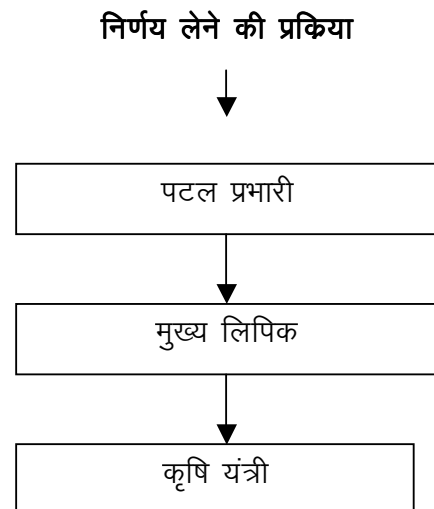 निर्णय लेने की प्रक्रिया
पटल प्रभारी
मुख्य लिपिक
कृषि यंत्री